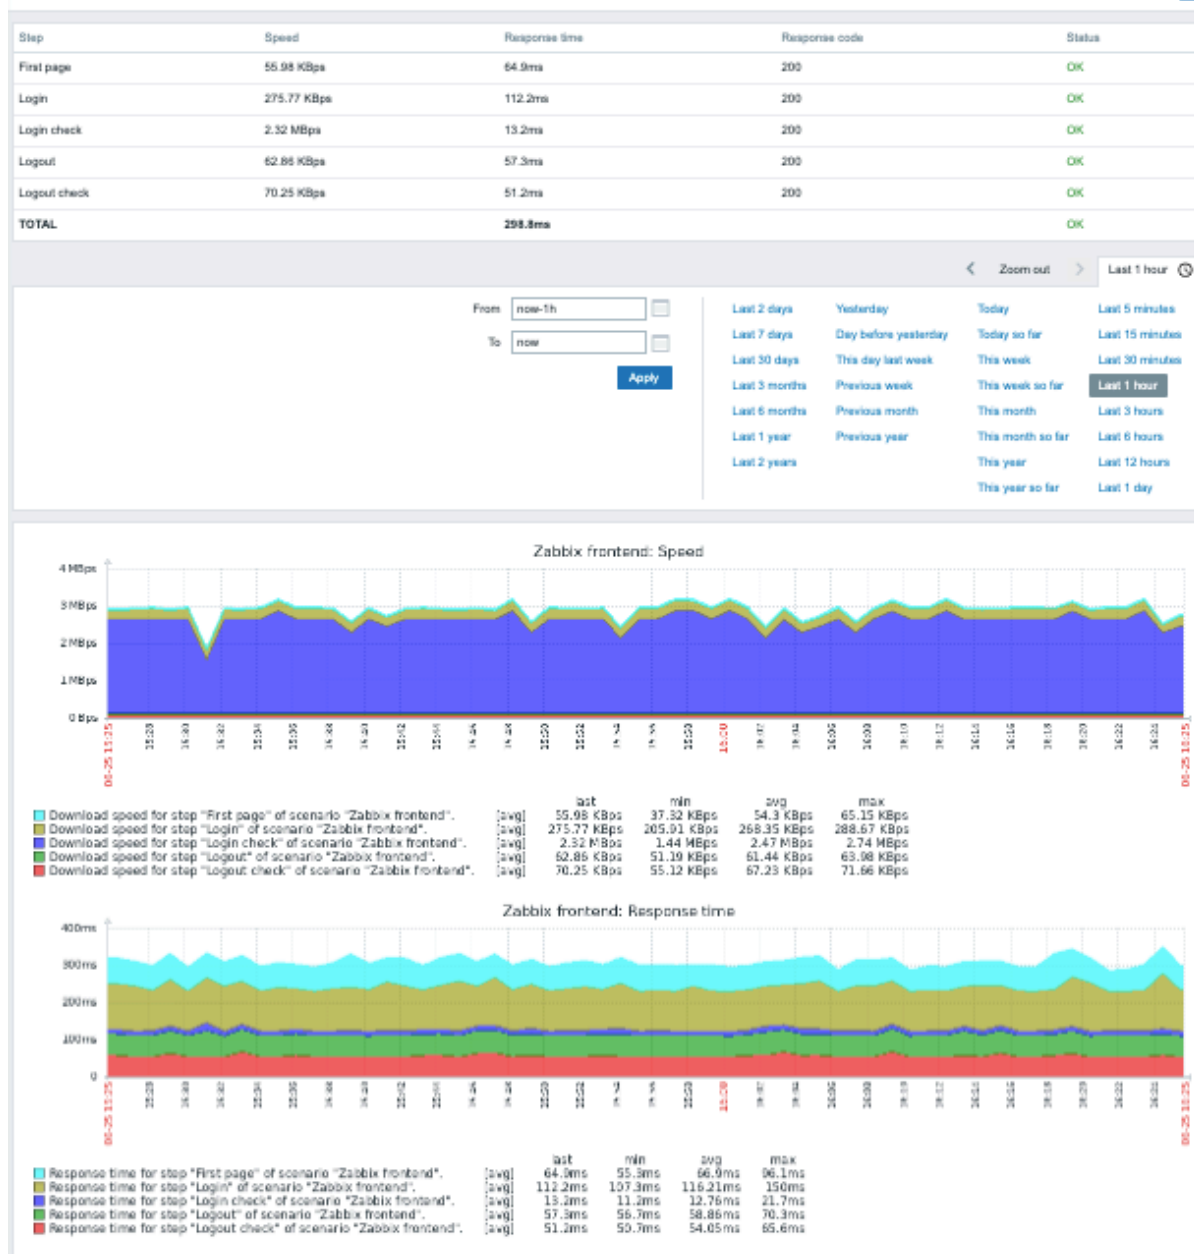 Step Speed Response time Response code Status
First page 55.98 KBps 64.9ms 200 OK
Login 275.77 KBps 112.2ms 200 OK
Login check 2.32 MBps 13.2ms 200 OK
Logout 62.86 KBps 57.3ms 200 OK
Logout check 70.25 KBps 51.2ms 200 OK
TOTAL 298.8ms OK
Zoom out Last 1 hour
From now-1h
To now
Apply
Last 2 days Yesterday Today Last 5 minutes
Last 7 days Day before yesterday Today so far Last 15 minutes
Last 30 days This day last week This week Last 30 minutes
Last 3 months Previous week This week so far Last 1 hour
Last 6 months Previous month This month Last 3 hours
Last 1 year Previous year This month so far Last 6 hours
Last 2 years This year Last 12 hours
This year so far Last 1 day
Zabbix frontend: Speed
4 MBps
3 MBps
2 MBps
1 MBps
0 Bps
last min avg max
Download speed for step "First page" of scenario "Zabbix frontend". [avg] 55.98 KBps 37.32 KBps 54.3 KBps 65.15 KBps
Download speed for step "Login" of scenario "Zabbix frontend". [avg] 275.77 KBps 205.91 KBps 268.35 KBps 288.67 KBps
Download speed for step "Login check" of scenario "Zabbix frontend". [avg] 2.32 MBps 1.44 MBps 2.47 MBps 2.74 MBps
Download speed for step "Logout" of scenario "Zabbix frontend". [avg] 62.86 KBps 51.19 KBps 61.44 KBps 63.98 KBps
Download speed for step "Logout check" of scenario "Zabbix frontend". [avg] 70.25 KBps 55.12 KBps 67.23 KBps 71.66 KBps
Zabbix frontend: Response time
400ms
300ms
200ms
100ms
0
last min avg max
Response time for step "First page" of scenario "Zabbix frontend". [avg] 64.9ms 55.3ms 66.9ms 96.1ms
Response time for step "Login" of scenario "Zabbix frontend". [avg] 112.2ms 107.3ms 116.21ms 150ms
Response time for step "Login check" of scenario "Zabbix frontend". [avg] 13.2ms 11.2ms 12.76ms 21.7ms
Response time for step "Logout" of scenario "Zabbix frontend". [avg] 57.3ms 56.7ms 58.86ms 70.3ms
Response time for step "Logout check" of scenario "Zabbix frontend". [avg] 51.2ms 50.7ms 54.05ms 65.6ms